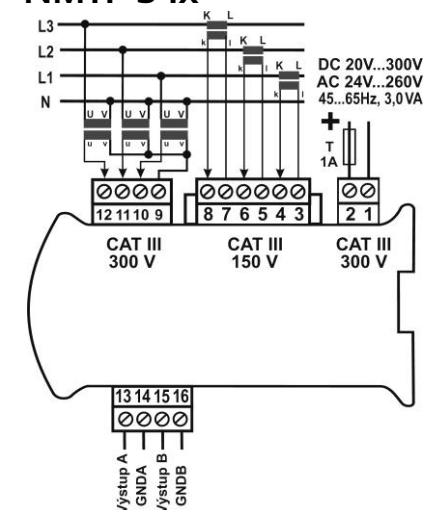 L3
K L
k l
L2
K L
k l
L1
K L
k l
N
DC 20V...300V
AC 24V...260V
45...65Hz, 3,0VA
+
T
1A
U V U V U V
u v u v u v
12 11 10 9
8 7 6 5 4 3
2 1
CAT III
300 V
CAT III
150 V
CAT III
300 V
13 14 15 16
Výstup A
GNDA
Výstup B
GNDB